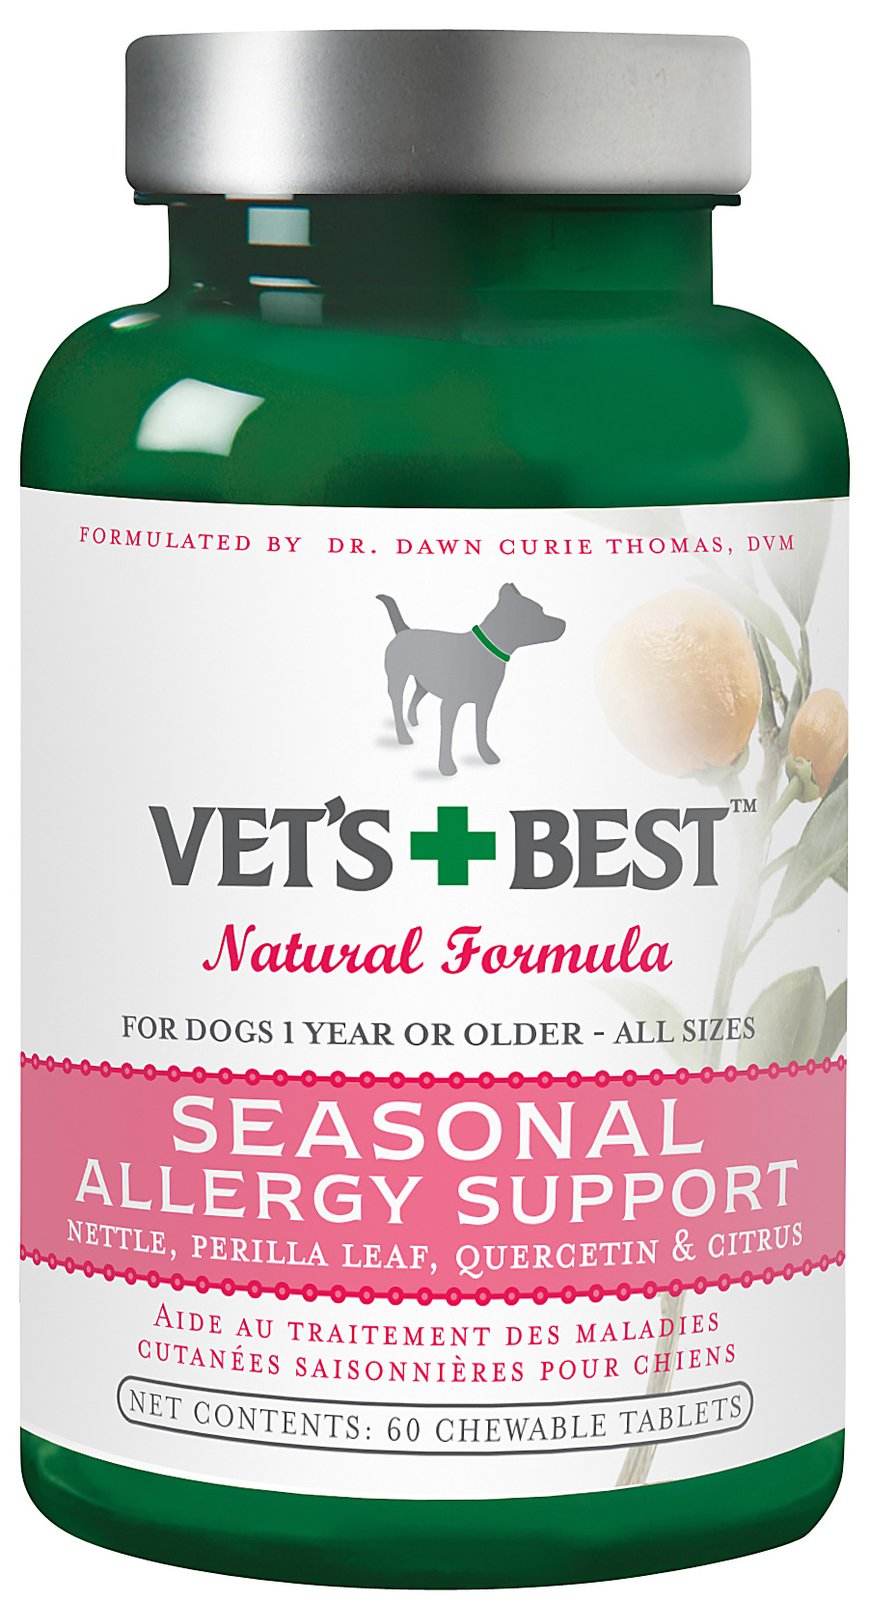 FORMULATED BY DR. DAWN CURIE THOMAS, DVM
VET'S+BEST™
Natural Formula
FOR DOGS 1 YEAR OR OLDER - ALL SIZES
SEASONAL
ALLERGY SUPPORT
NETTLE, PERILLA LEAF, QUERCETIN & CITRUS
AIDE AU TRAITEMENT DES MALADIES
CUTANÉES SAISONNIÈRES POUR CHIENS
NET CONTENTS: 60 CHEWABLE TABLETS